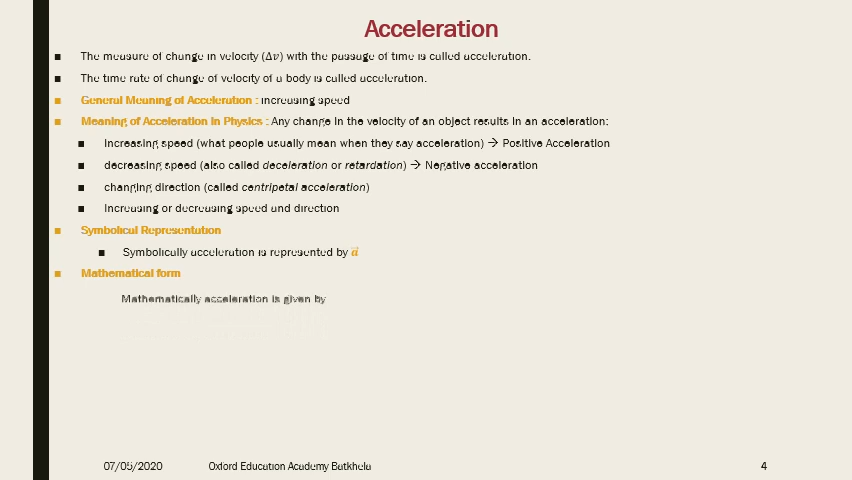 Acceleration
■ The measure of change in velocity (Δv) with the passage of time is called acceleration.
■ The time rate of change of velocity of a body is called acceleration.
■ General Meaning of Acceleration : increasing speed
■ Meaning of Acceleration in Physics : Any change in the velocity of an object results in an acceleration:
■ Increasing speed (what people usually mean when they say acceleration) → Positive Acceleration
■ decreasing speed (also called deceleration or retardation) → Negative acceleration
■ changing direction (called centripetal acceleration)
■ Increasing or decreasing speed and direction
■ Symbolical Representation
■ Symbolically acceleration is represented by a⃗
■ Mathematical form
Mathematically acceleration is given by
07/05/2020 Oxford Education Academy Batkhela 4